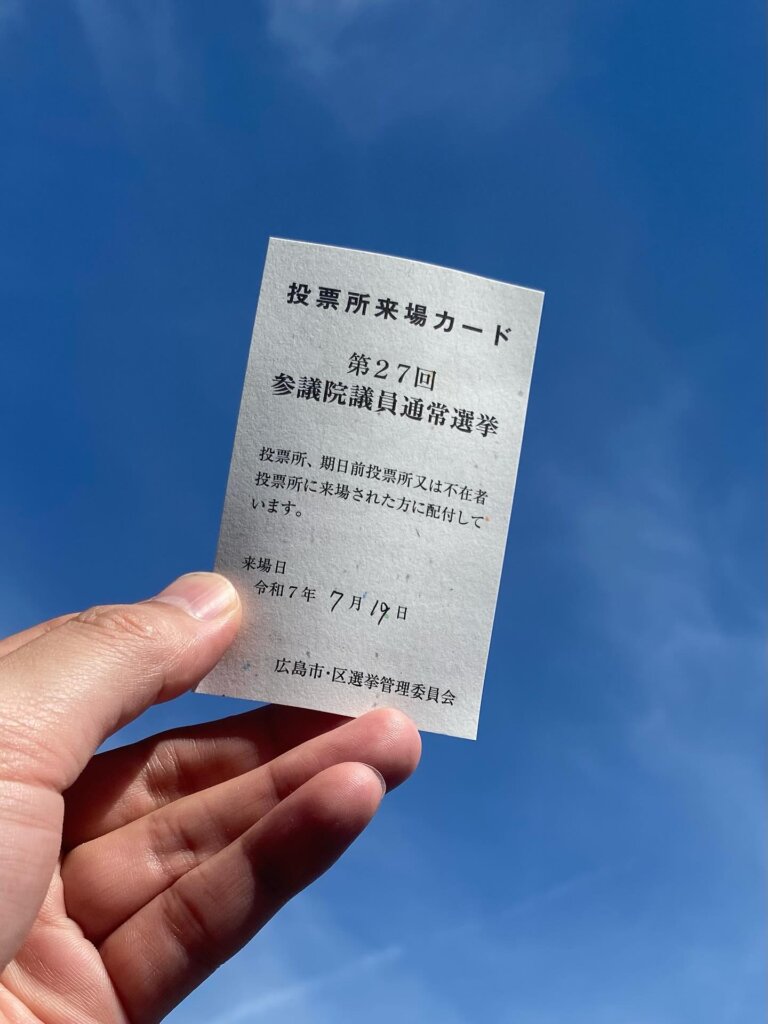 投票所来場カード
第27回
参議院議員通常選挙
投票所、期日前投票所又は不在者
投票所に来場された方に配付して
います。
来場日
令和7年 7月19日
広島市・区選挙管理委員会